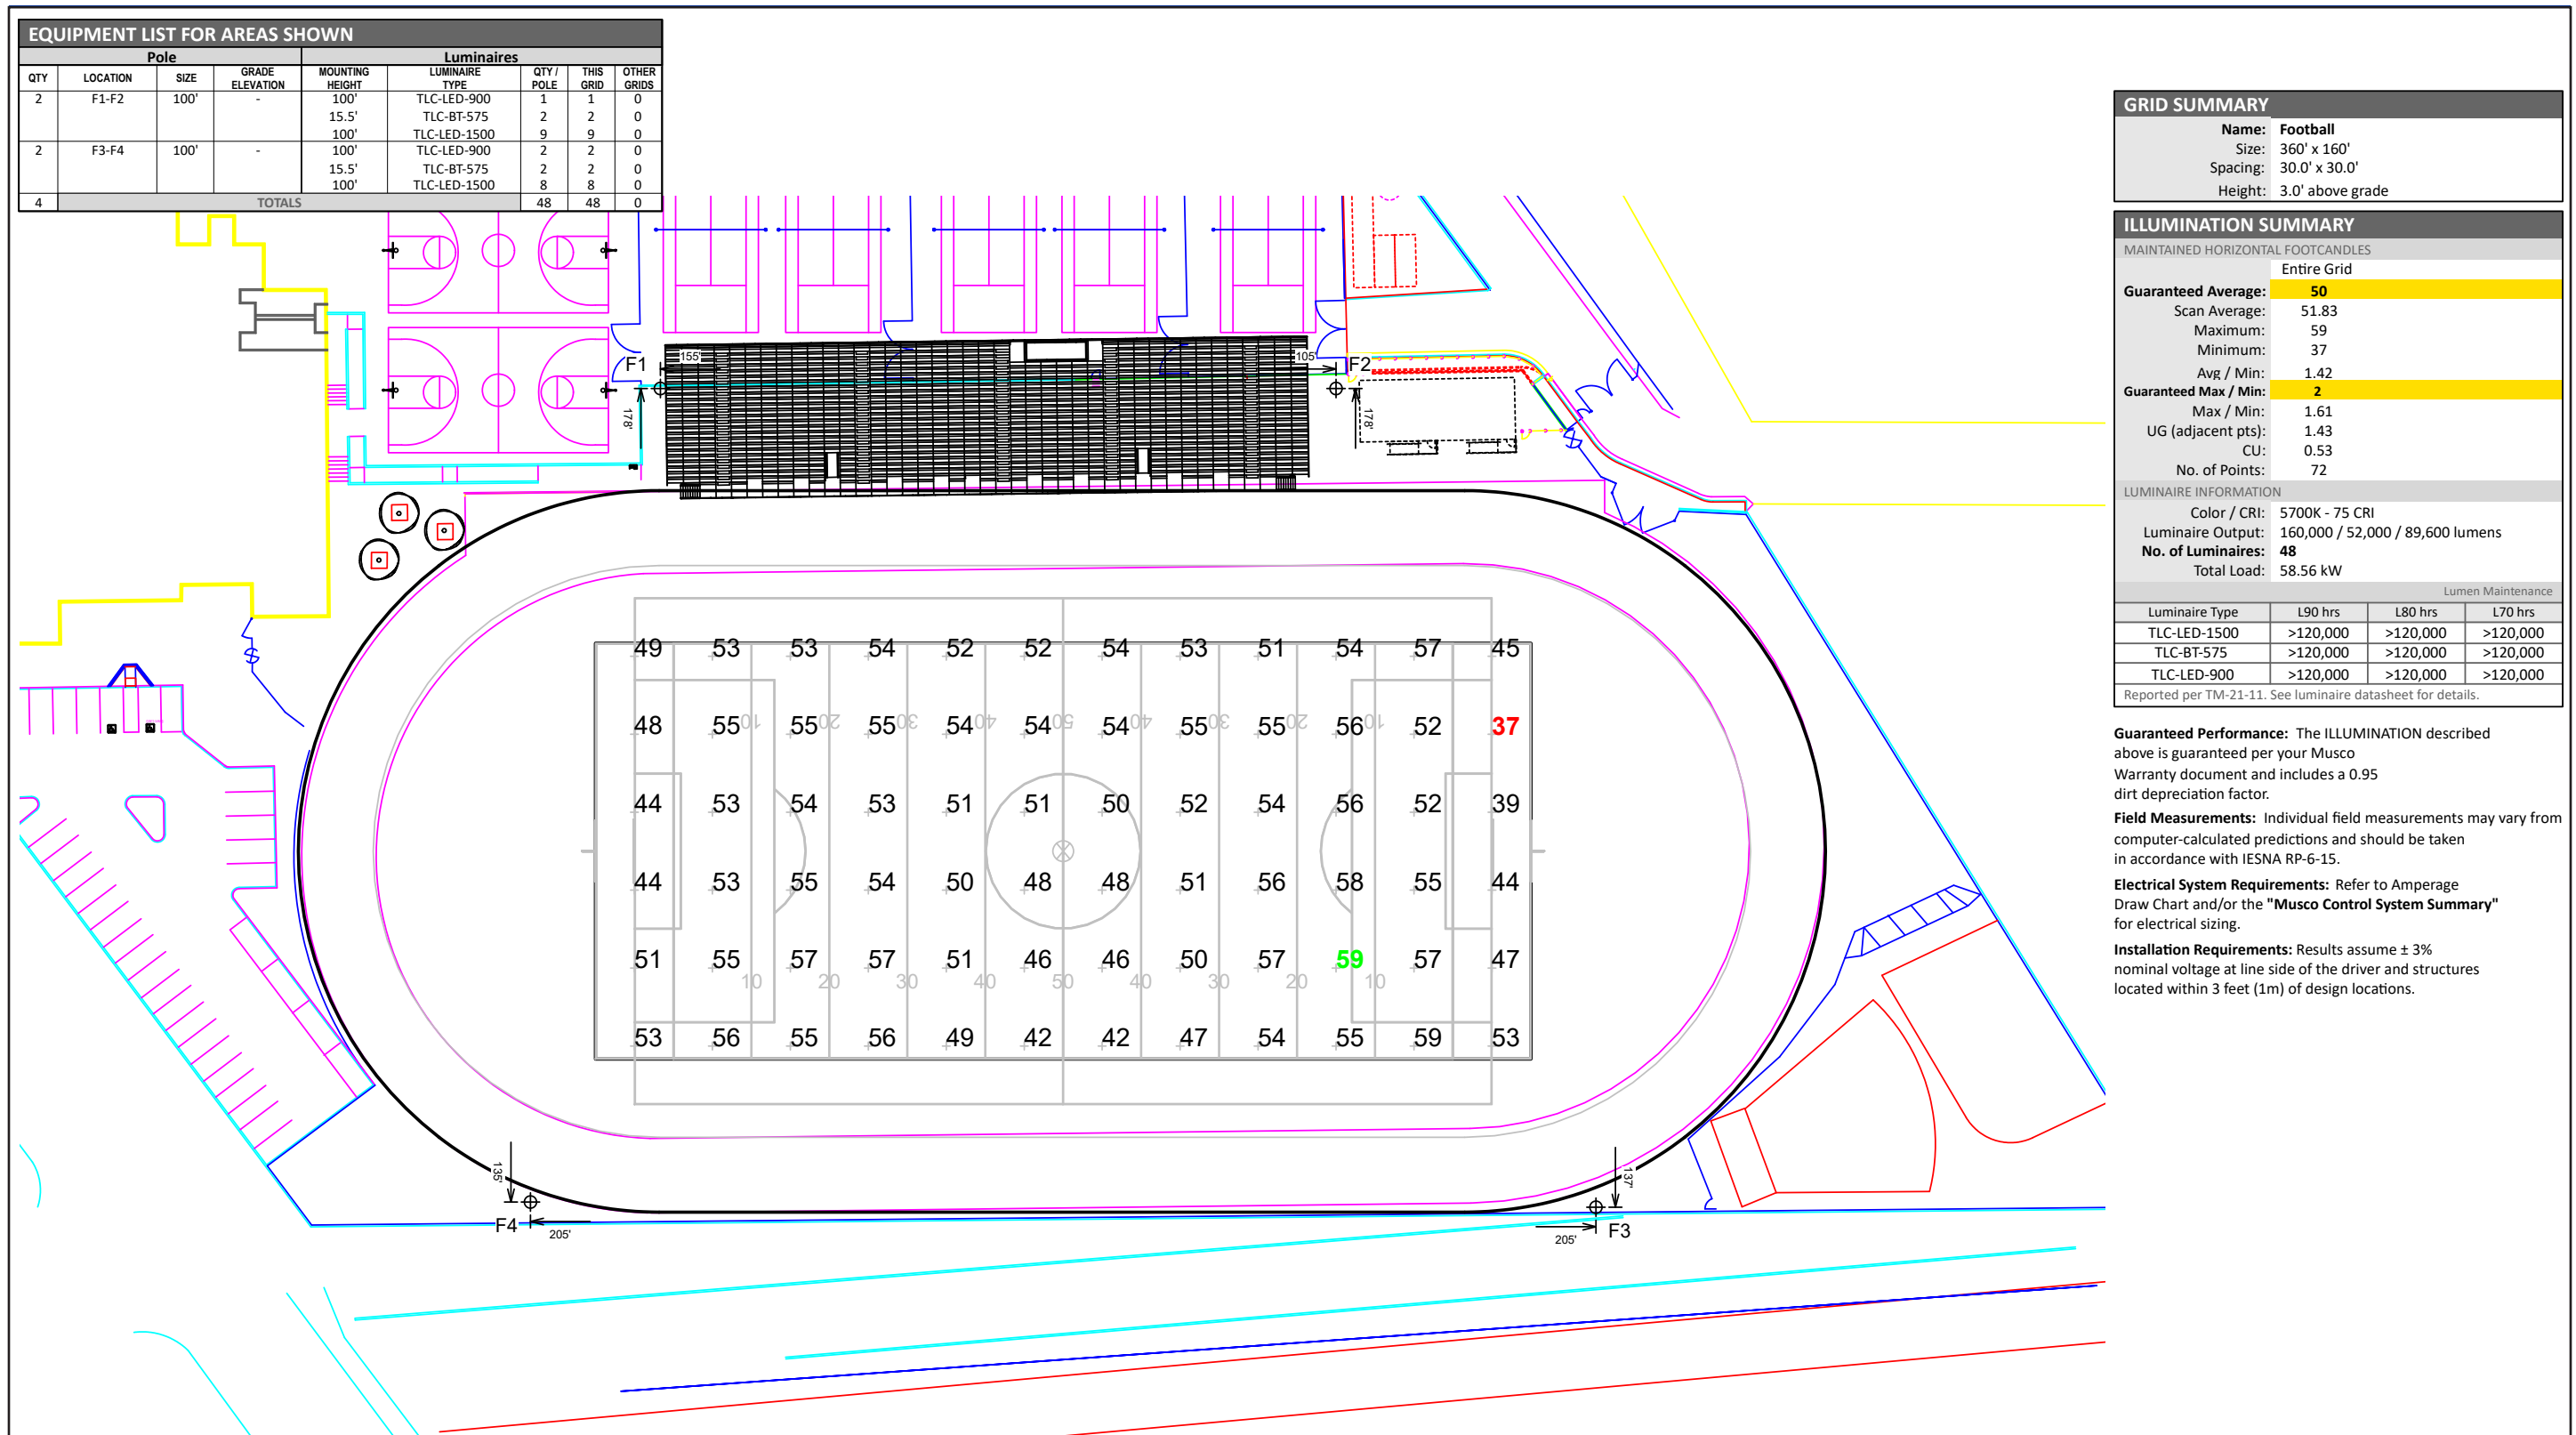 EQUIPMENT LIST FOR AREAS SHOWN
Pole Luminaires
QTY LOCATION SIZE GRADE ELEVATION MOUNTING HEIGHT LUMINAIRE TYPE QTY / POLE THIS GRID OTHER GRIDS
2 F1-F2 100' - 100' TLC-LED-900 1 1 0
15.5' TLC-BT-575 2 2 0
100' TLC-LED-1500 9 9 0
2 F3-F4 100' - 100' TLC-LED-900 2 2 0
15.5' TLC-BT-575 2 2 0
100' TLC-LED-1500 8 8 0
4 TOTALS 48 48 0
GRID SUMMARY
Name: Football
Size: 360' x 160'
Spacing: 30.0' x 30.0'
Height: 3.0' above grade
ILLUMINATION SUMMARY
MAINTAINED HORIZONTAL FOOTCANDLES
Entire Grid
Guaranteed Average: 50
Scan Average: 51.83
Maximum: 59
Minimum: 37
Avg / Min: 1.42
Guaranteed Max / Min: 2
Max / Min: 1.61
UG (adjacent pts): 1.43
CU: 0.53
No. of Points: 72
LUMINAIRE INFORMATION
Color / CRI: 5700K - 75 CRI
Luminaire Output: 160,000 / 52,000 / 89,600 lumens
No. of Luminaires: 48
Total Load: 58.56 kW
Lumen Maintenance
Luminaire Type L90 hrs L80 hrs L70 hrs
TLC-LED-1500 >120,000 >120,000 >120,000
TLC-BT-575 >120,000 >120,000 >120,000
TLC-LED-900 >120,000 >120,000 >120,000
Reported per TM-21-11. See luminaire datasheet for details.
Guaranteed Performance: The ILLUMINATION described
above is guaranteed per your Musco
Warranty document and includes a 0.95
dirt depreciation factor.
Field Measurements: Individual field measurements may vary from
computer-calculated predictions and should be taken
in accordance with IESNA RP-6-15.
Electrical System Requirements: Refer to Amperage
Draw Chart and/or the "Musco Control System Summary"
for electrical sizing.
Installation Requirements: Results assume ± 3%
nominal voltage at line side of the driver and structures
located within 3 feet (1m) of design locations.
F1 155' 105' F2
178' 178'
49 53 53 54 52 52 54 53 51 54 57 45
48 55 55 55 54 54 54 55 55 56 52 37
10 20 30 40 50 40 30 20 10
44 53 54 53 51 51 50 52 54 56 52 39
44 53 55 54 50 48 48 51 56 58 55 44
51 55 57 57 51 46 46 50 57 59 57 47
10 20 30 40 50 40 30 20 10
53 56 55 56 49 42 42 47 54 55 59 53
135' 137'
F4 205' 205' F3